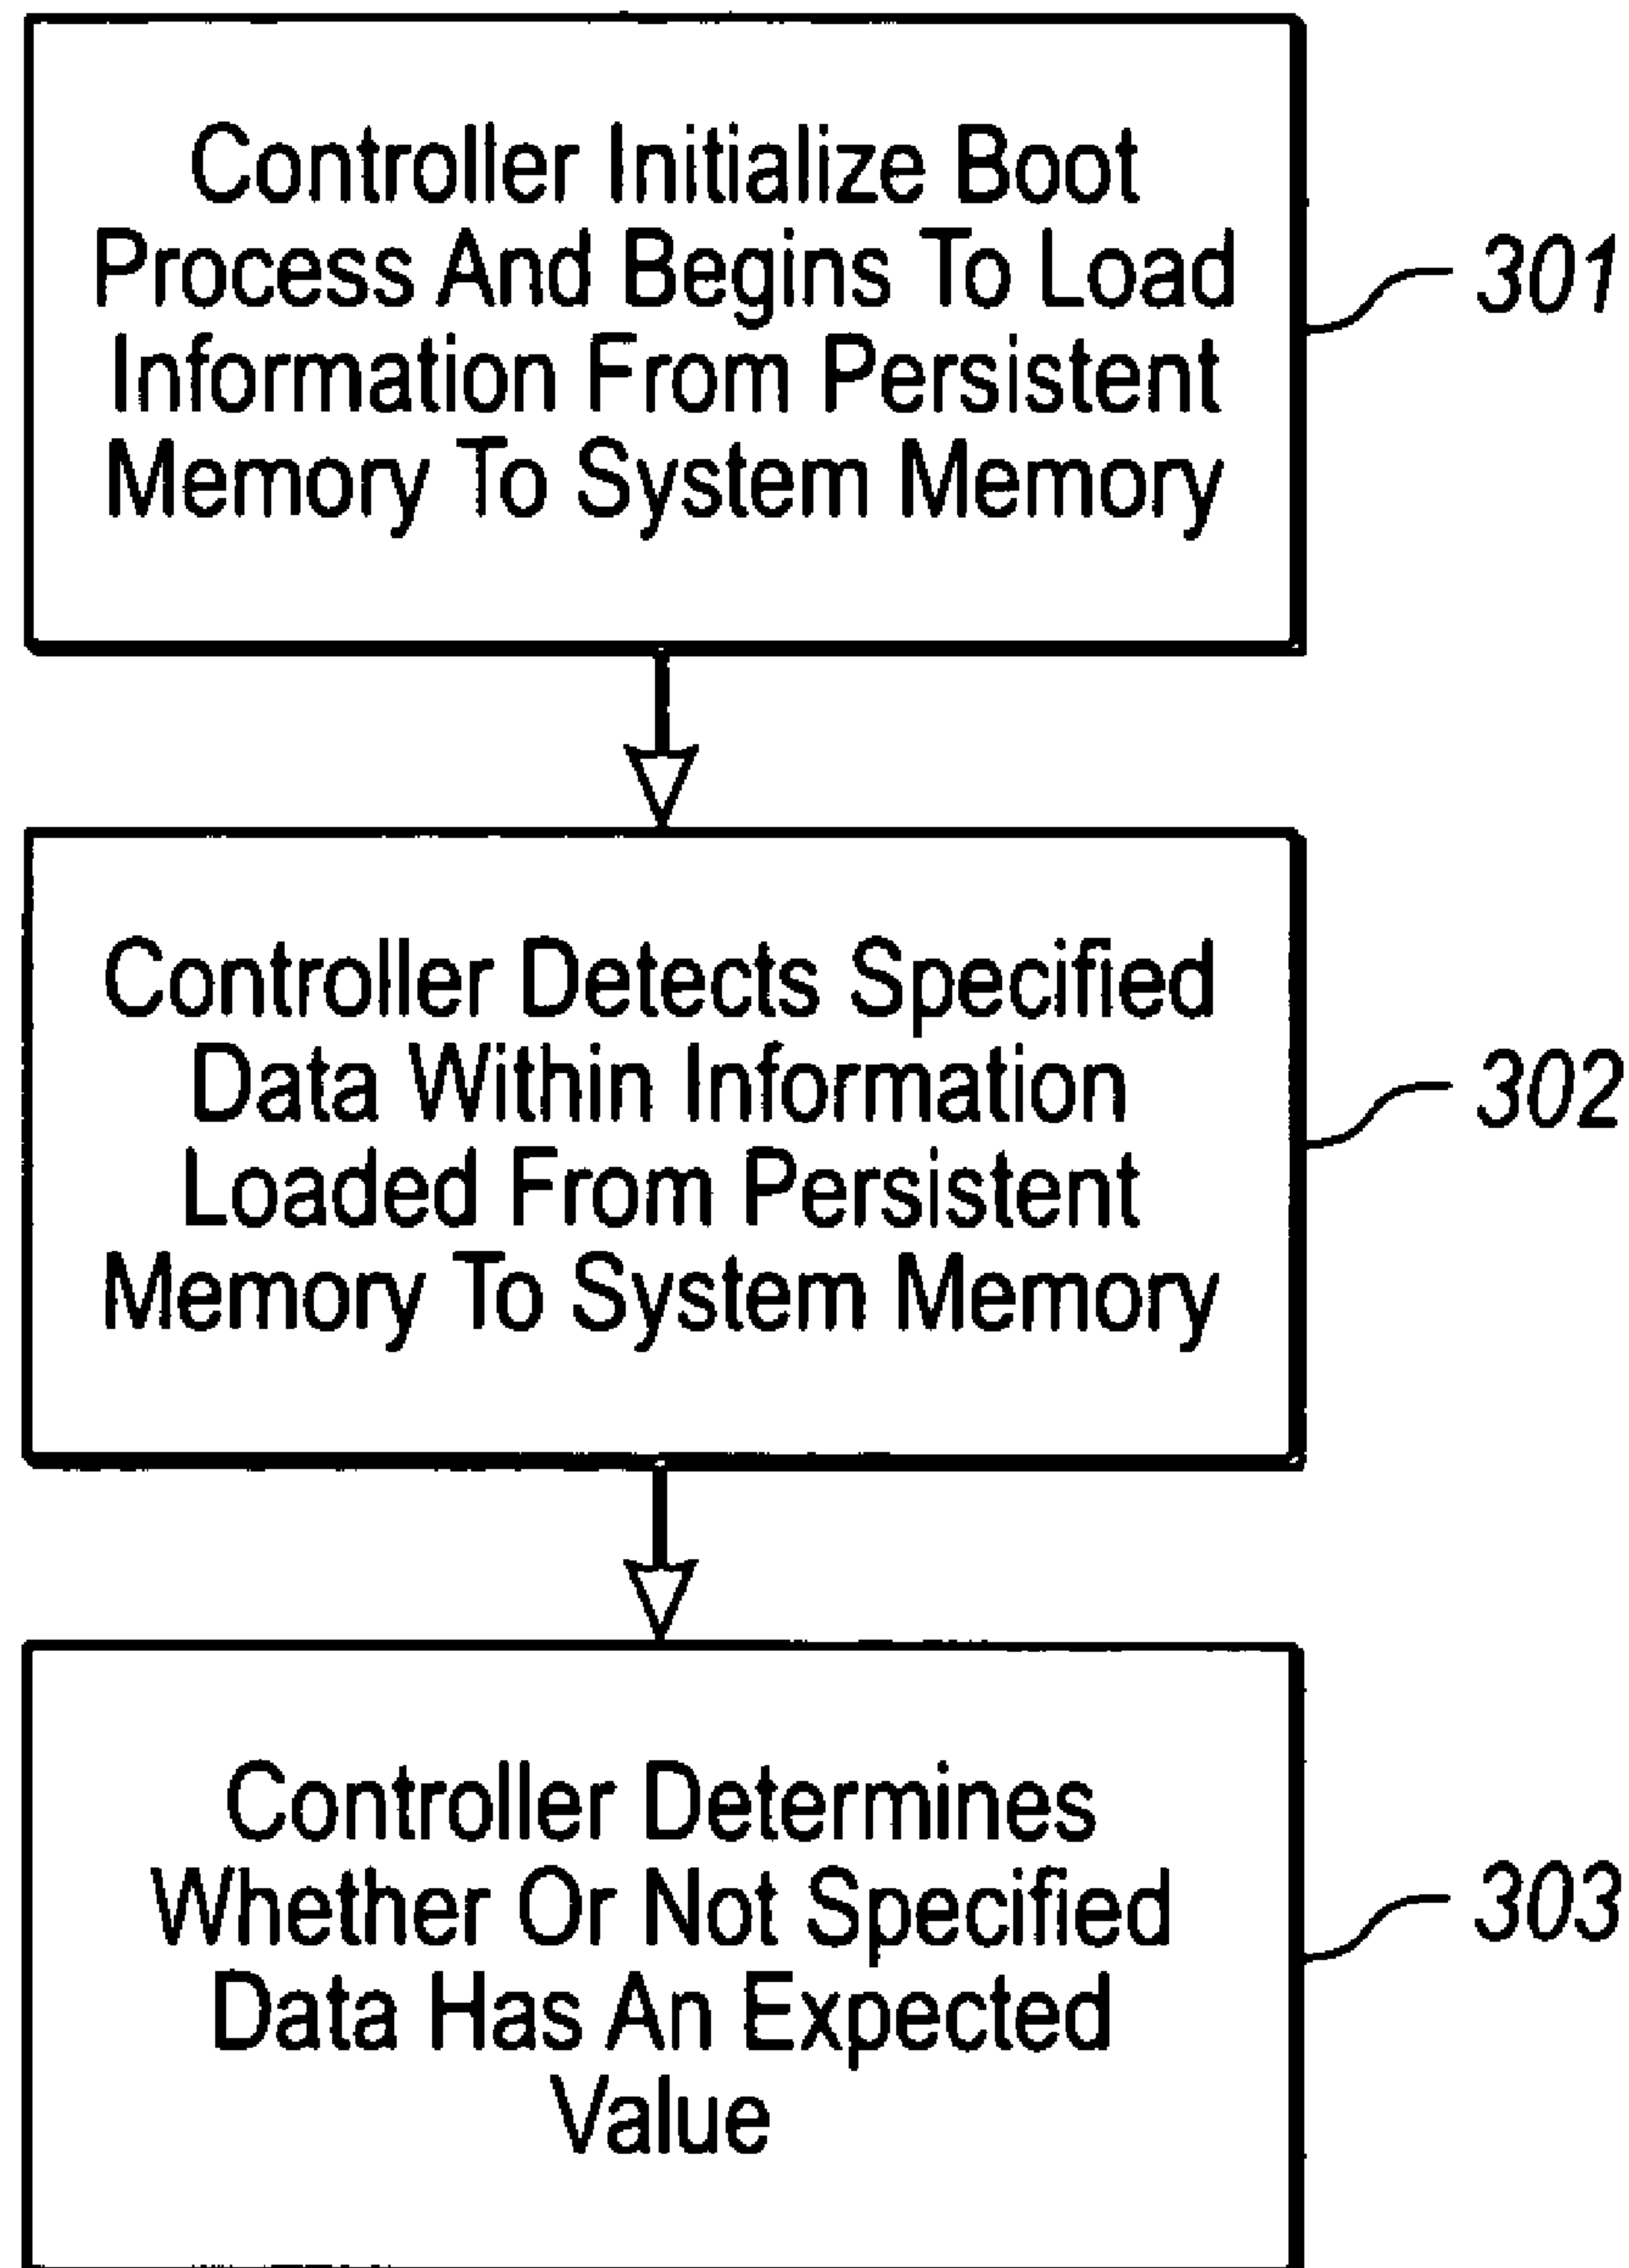 Controller Initialize Boot
Process And Begins To Load
Information From Persistent
Memory To System Memory
301
Controller Detects Specified
Data Within Information
Loaded From Persistent
Memory To System Memory
302
Controller Determines
Whether Or Not Specified
Data Has An Expected
Value
303